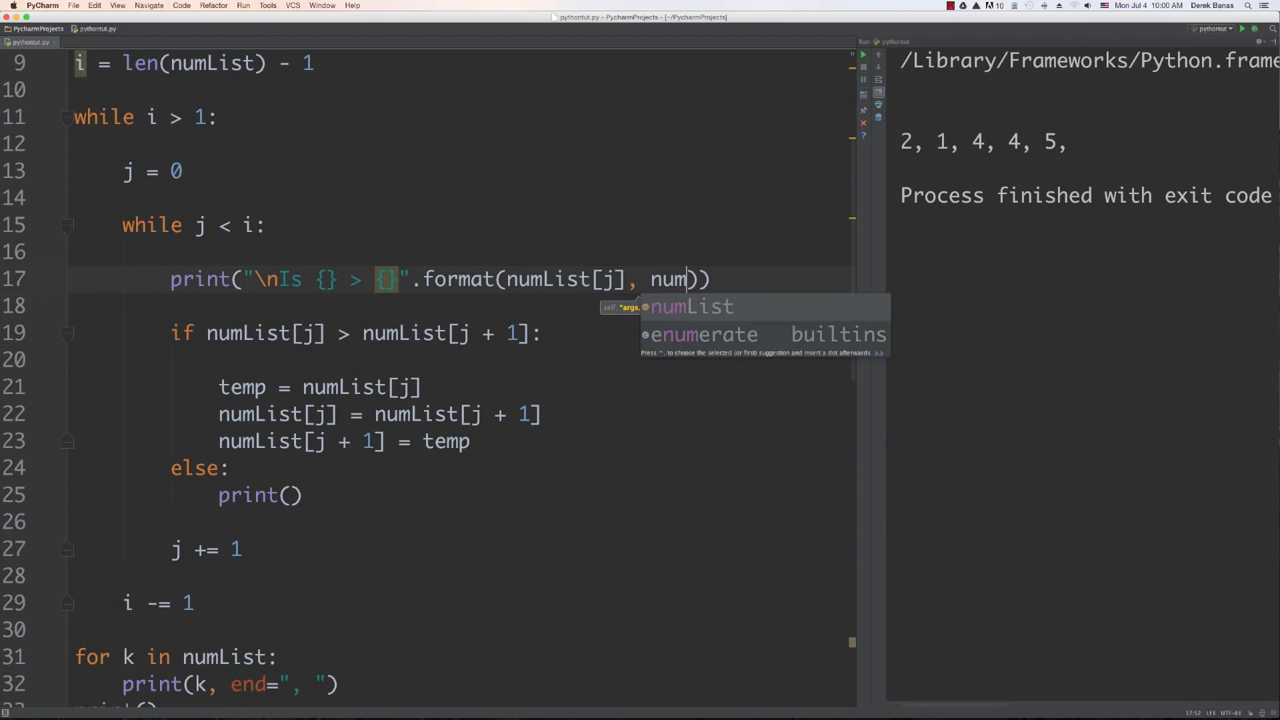 PyCharm File Edit View Navigate Code Refactor Run Tools VCS Window Help
10 Mon Jul 4 10:00 AM Derek Banas
pythontut.py - PycharmProjects - [~/PycharmProjects]
PycharmProjects pythontut.py pythontut
pythontut.py Run: pythontut
9 i = len(numList) - 1
10
11 while i > 1:
12
13 j = 0
14
15 while j < i:
16
17 print("\nIs {} > {}".format(numList[j], num))
18
self, *args,
numList
enumerate builtins
Press ^. to choose the selected (or first) suggestion and insert a dot afterwards >>
19 if numList[j] > numList[j + 1]:
20
21 temp = numList[j]
22 numList[j] = numList[j + 1]
23 numList[j + 1] = temp
24 else:
25 print()
26
27 j += 1
28
29 i -= 1
30
31 for k in numList:
32 print(k, end=", ")
print()
/Library/Frameworks/Python.frame
2, 1, 4, 4, 5,
Process finished with exit code
17:52 LF÷ UTF-8÷